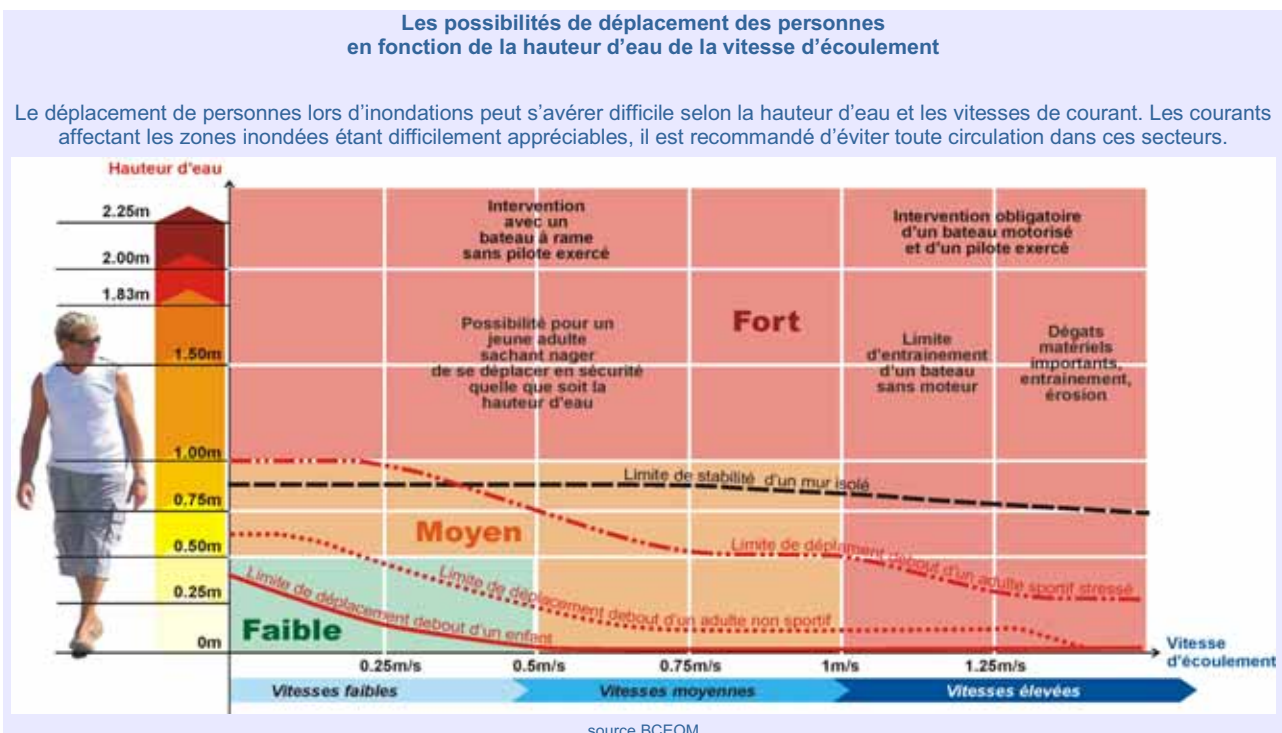 Les possibilités de déplacement des personnes
en fonction de la hauteur d'eau de la vitesse d'écoulement
Le déplacement de personnes lors d'inondations peut s'avérer difficile selon la hauteur d'eau et les vitesses de courant. Les courants
affectant les zones inondées étant difficilement appréciables, il est recommandé d'éviter toute circulation dans ces secteurs.
Hauteur d'eau
2.25m
2.00m
1.83m
1.50m
1.00m
0.75m
0.50m
0.25m
0m
Intervention
avec un
bateau à rame
sans pilote exercé
Intervention obligatoire
d'un bateau motorisé
et d'un pilote exercé
Possibilité pour un
jeune adulte
sachant nager
de se déplacer en sécurité
quelle que soit la
hauteur d'eau
Fort
Limite
d'entrainement
d'un bateau
sans moteur
Dégats
matériels
importants,
entrainement,
érosion
Limite de stabilité d'un mur isolé
Moyen
Limite de déplament debout d'un adulte sportif stressé
Limite de déplacement debout d'un adulte non sportif
Limite de déplacement debout d'un enfant
Faible
0.25m/s
0.5m/s
0.75m/s
1m/s
1.25m/s
Vitesse
d'écoulement
Vitesses faibles
Vitesses moyennes
Vitesses élevées
source BCEOM